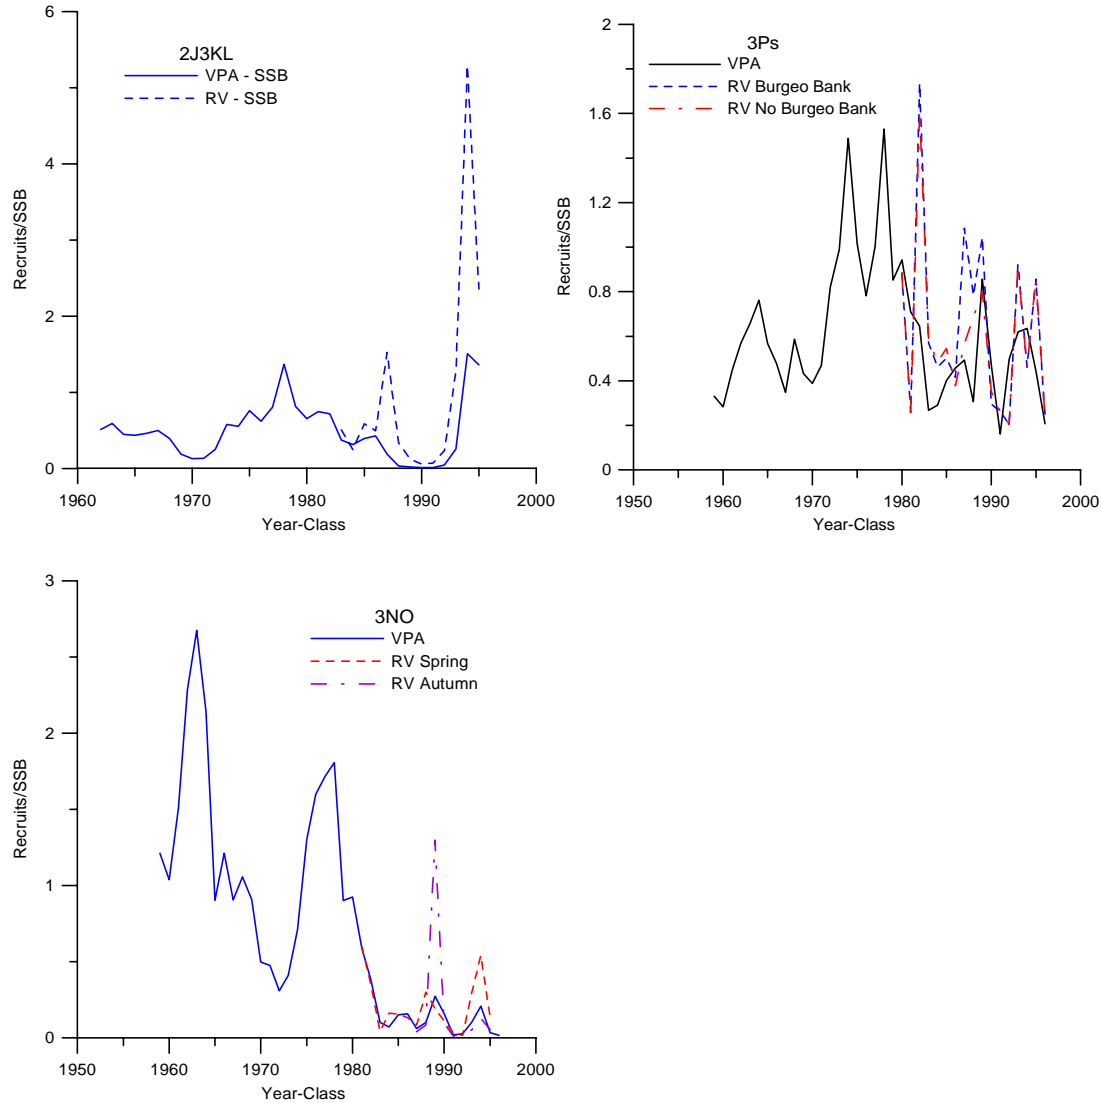 2J3KL
VPA - SSB
RV - SSB
Recruits/SSB
6
4
2
0
1960 1970 1980 1990 2000
Year-Class
3Ps
VPA
RV Burgeo Bank
RV No Burgeo Bank
Recruits/SSB
2
1.6
1.2
0.8
0.4
0
1950 1960 1970 1980 1990 2000
Year-Class
3NO
VPA
RV Spring
RV Autumn
Recruits/SSB
3
2
1
0
1950 1960 1970 1980 1990 2000
Year-Class